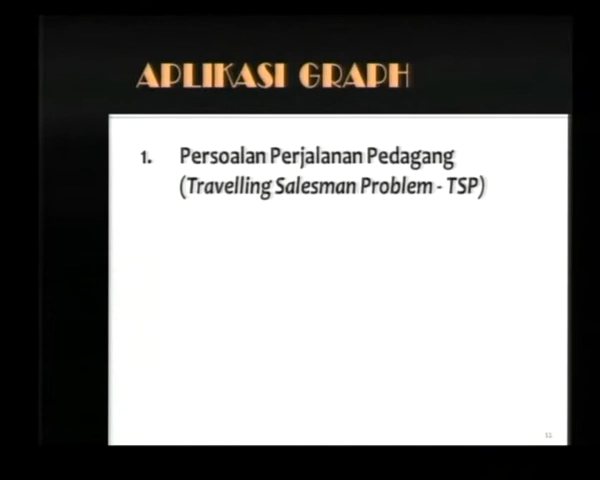 APLIKASI GRAPH
1. Persoalan Perjalanan Pedagang
(Travelling Salesman Problem - TSP)